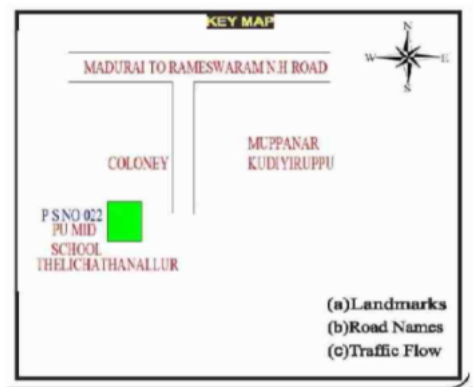 KEY MAP
N
W E
S
MADURAI TO RAMESWARAM N.H ROAD
MUPPANAR
COLONEY
KUDIYIRUPPU
P S NO 022
PU MID
SCHOOL
THELICHATHANALLUR
(a)Landmarks
(b)Road Names
(c)Traffic Flow